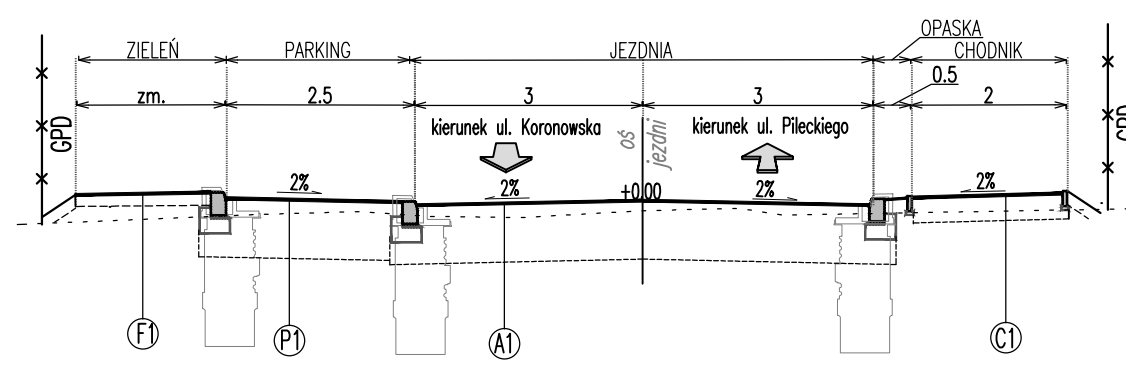 OPASKA
ZIELEŃ PARKING JEZDNIA CHODNIK
0.5
zm. 2.5 3 3 2
GPD kierunek ul. Koronowska oś jezdni kierunek ul. Pileckiego GPD
2% 2% +0.00 2% 2%
F1 P1 A1 C1